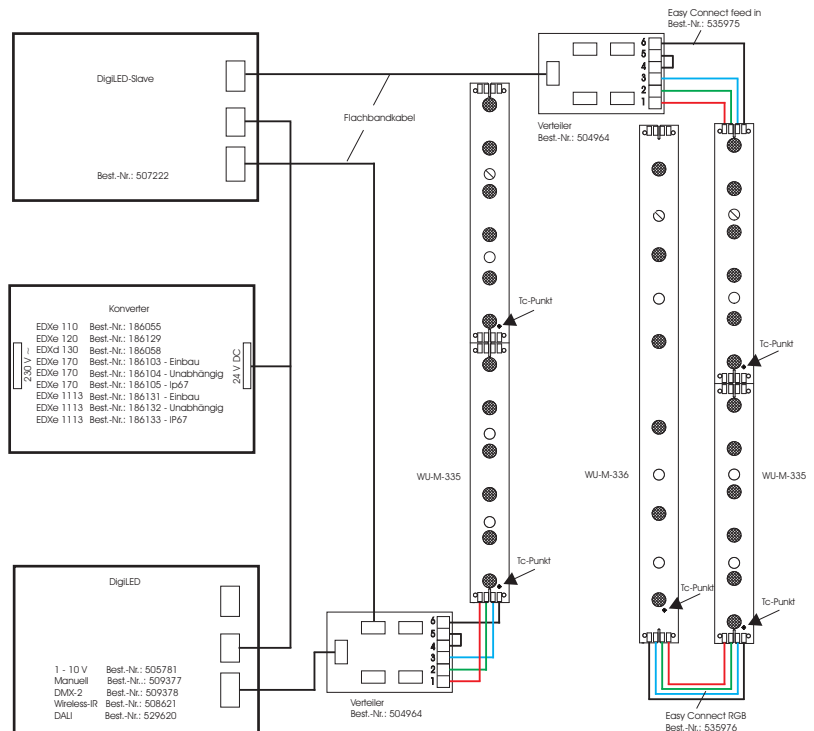 Easy Connect feed in
Best.-Nr.: 535975
6
5
4
3
2
1
DigiLED-Slave
Flachbandkabel
Verteiler
Best.-Nr.: 504964
Best.-Nr.: 507222
Konverter
EDXe 110 Best.-Nr.: 186055
EDXe 120 Best.-Nr.: 186129
EDXd 130 Best.-Nr.: 186058
EDXe 170 Best.-Nr.: 186103 - Einbau
EDXe 170 Best.-Nr.: 186104 - Unabhängig
EDXe 170 Best.-Nr.: 186105 - Ip67
EDXe 1113 Best.-Nr.: 186131 - Einbau
EDXe 1113 Best.-Nr.: 186132 - Unabhängig
EDXe 1113 Best.-Nr.: 186133 - IP67
230 V ~
24 V DC
Tc-Punkt
Tc-Punkt
WU-M-335
WU-M-336
WU-M-335
Tc-Punkt
Tc-Punkt
Tc-Punkt
DigiLED
1 - 10 V Best.-Nr.: 505781
Manuell Best.-Nr..: 509377
DMX-2 Best.-Nr.: 509378
Wireless-IR Best.-Nr.: 508621
DALI Best.-Nr.: 529620
6
5
4
3
2
1
Verteiler
Best.-Nr.: 504964
Easy Connect RGB
Best.-Nr.: 535976